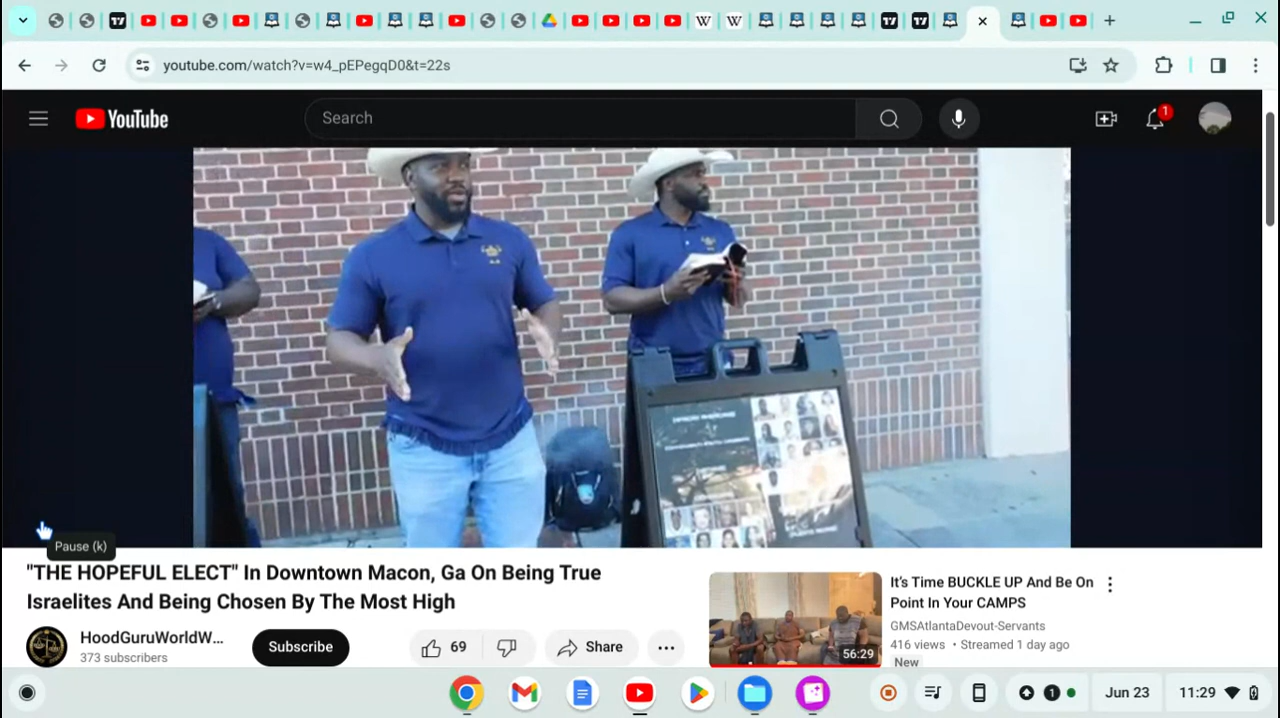 youtube.com/watch?v=w4_pEPegqD0&t=22s
YouTube
Search
1
Pause (k)
"THE HOPEFUL ELECT" In Downtown Macon, Ga On Being True
Israelites And Being Chosen By The Most High
HoodGuruWorldW...
373 subscribers
Subscribe
69
Share
It's Time BUCKLE UP And Be On
Point In Your CAMPS
GMSAtlantaDevout-Servants
416 views • Streamed 1 day ago
New
56:29
1
Jun 23
11:29